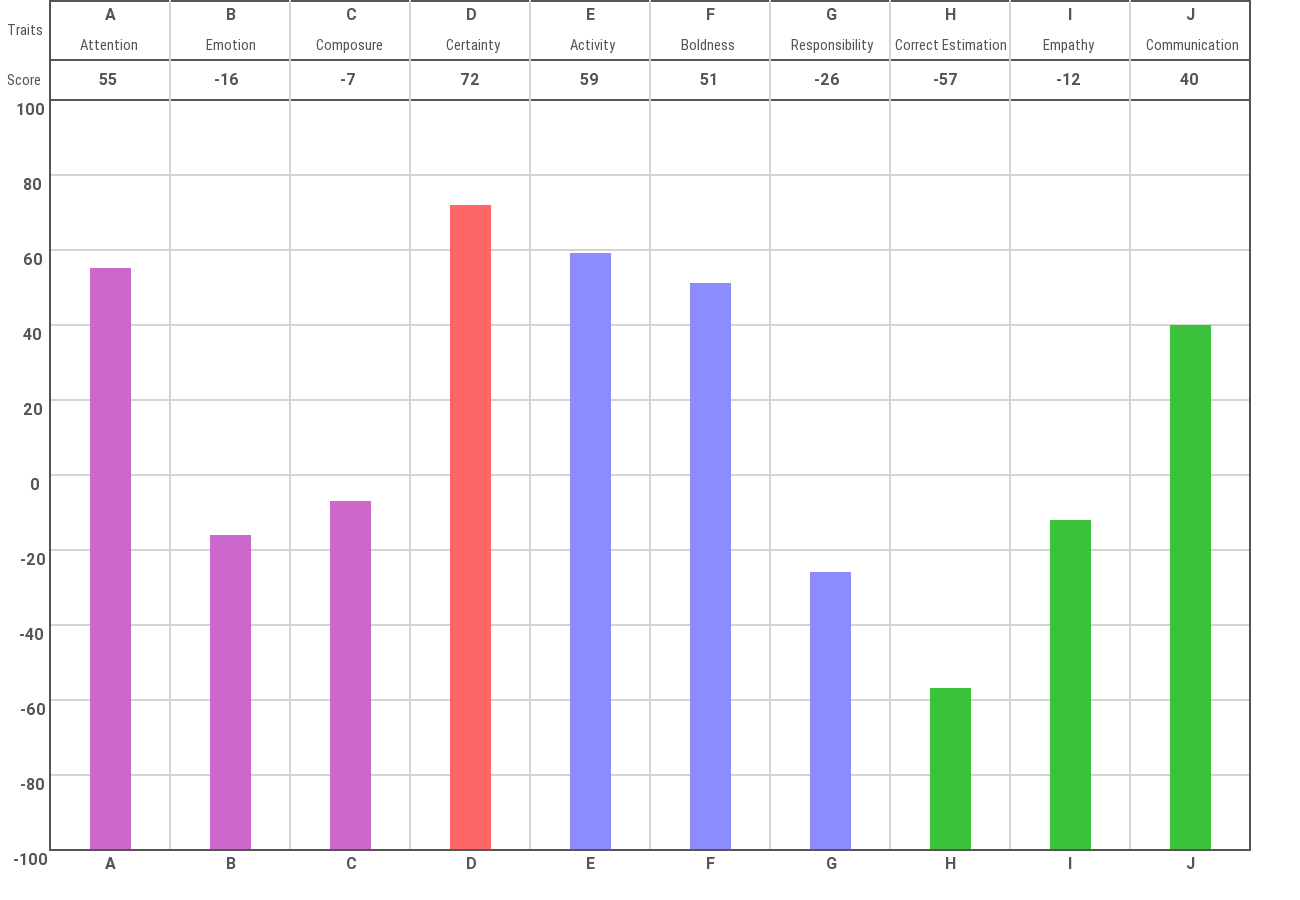 A B C D E F G H I J
Traits
Attention Emotion Composure Certainty Activity Boldness Responsibility Correct Estimation Empathy Communication
Score 55 -16 -7 72 59 51 -26 -57 -12 40
100
80
60
40
20
0
-20
-40
-60
-80
-100
A B C D E F G H I J